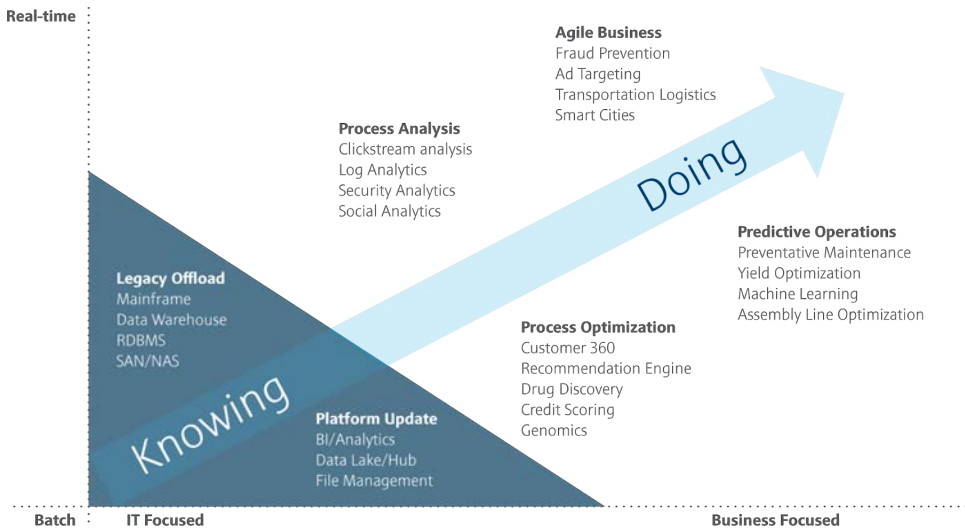 Real-time
Agile Business
Fraud Prevention
Ad Targeting
Transportation Logistics
Smart Cities
Process Analysis
Clickstream analysis
Log Analytics
Security Analytics
Social Analytics
Doing
Predictive Operations
Preventative Maintenance
Yield Optimization
Machine Learning
Assembly Line Optimization
Legacy Offload
Mainframe
Data Warehouse
RDBMS
SAN/NAS
Process Optimization
Customer 360
Recommendation Engine
Drug Discovery
Credit Scoring
Genomics
Knowing
Platform Update
BI/Analytics
Data Lake/Hub
File Management
Batch
IT Focused
Business Focused